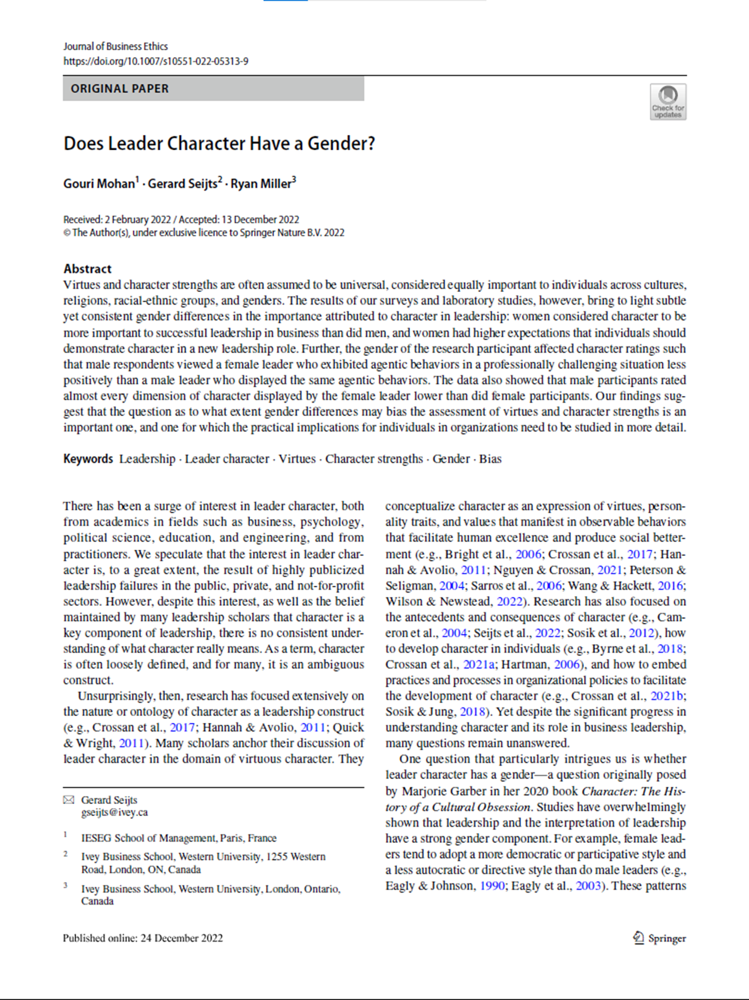 Journal of Business Ethics
https://doi.org/10.1007/s10551-022-05313-9
ORIGINAL PAPER
Check for
updates
Does Leader Character Have a Gender?
Gouri Mohan1 · Gerard Seijts2 · Ryan Miller3
Received: 2 February 2022 / Accepted: 13 December 2022
© The Author(s), under exclusive licence to Springer Nature B.V. 2022
Abstract
Virtues and character strengths are often assumed to be universal, considered equally important to individuals across cultures,
religions, racial-ethnic groups, and genders. The results of our surveys and laboratory studies, however, bring to light subtle
yet consistent gender differences in the importance attributed to character in leadership: women considered character to be
more important to successful leadership in business than did men, and women had higher expectations that individuals should
demonstrate character in a new leadership role. Further, the gender of the research participant affected character ratings such
that male respondents viewed a female leader who exhibited agentic behaviors in a professionally challenging situation less
positively than a male leader who displayed the same agentic behaviors. The data also showed that male participants rated
almost every dimension of character displayed by the female leader lower than did female participants. Our findings sug-
gest that the question as to what extent gender differences may bias the assessment of virtues and character strengths is an
important one, and one for which the practical implications for individuals in organizations need to be studied in more detail.
Keywords Leadership · Leader character · Virtues · Character strengths · Gender · Bias
There has been a surge of interest in leader character, both
from academics in fields such as business, psychology,
political science, education, and engineering, and from
practitioners. We speculate that the interest in leader char-
acter is, to a great extent, the result of highly publicized
leadership failures in the public, private, and not-for-profit
sectors. However, despite this interest, as well as the belief
maintained by many leadership scholars that character is a
key component of leadership, there is no consistent under-
standing of what character really means. As a term, character
is often loosely defined, and for many, it is an ambiguous
construct.
Unsurprisingly, then, research has focused extensively on
the nature or ontology of character as a leadership construct
(e.g., Crossan et al., 2017; Hannah & Avolio, 2011; Quick
& Wright, 2011). Many scholars anchor their discussion of
leader character in the domain of virtuous character. They
conceptualize character as an expression of virtues, person-
ality traits, and values that manifest in observable behaviors
that facilitate human excellence and produce social better-
ment (e.g., Bright et al., 2006; Crossan et al., 2017; Han-
nah & Avolio, 2011; Nguyen & Crossan, 2021; Peterson &
Seligman, 2004; Sarros et al., 2006; Wang & Hackett, 2016;
Wilson & Newstead, 2022). Research has also focused on
the antecedents and consequences of character (e.g., Cam-
eron et al., 2004; Seijts et al., 2022; Sosik et al., 2012), how
to develop character in individuals (e.g., Byrne et al., 2018;
Crossan et al., 2021a; Hartman, 2006), and how to embed
practices and processes in organizational policies to facilitate
the development of character (e.g., Crossan et al., 2021b;
Sosik & Jung, 2018). Yet despite the significant progress in
understanding character and its role in business leadership,
many questions remain unanswered.
One question that particularly intrigues us is whether
leader character has a gender—a question originally posed
by Marjorie Garber in her 2020 book Character: The His-
tory of a Cultural Obsession. Studies have overwhelmingly
shown that leadership and the interpretation of leadership
have a strong gender component. For example, female lead-
ers tend to adopt a more democratic or participative style and
a less autocratic or directive style than do male leaders (e.g.,
Eagly & Johnson, 1990; Eagly et al., 2003). These patterns
Gerard Seijts
gseijts@ivey.ca
1 IESEG School of Management, Paris, France
2 Ivey Business School, Western University, 1255 Western
Road, London, ON, Canada
3 Ivey Business School, Western University, London, Ontario,
Canada
Published online: 24 December 2022
Springer